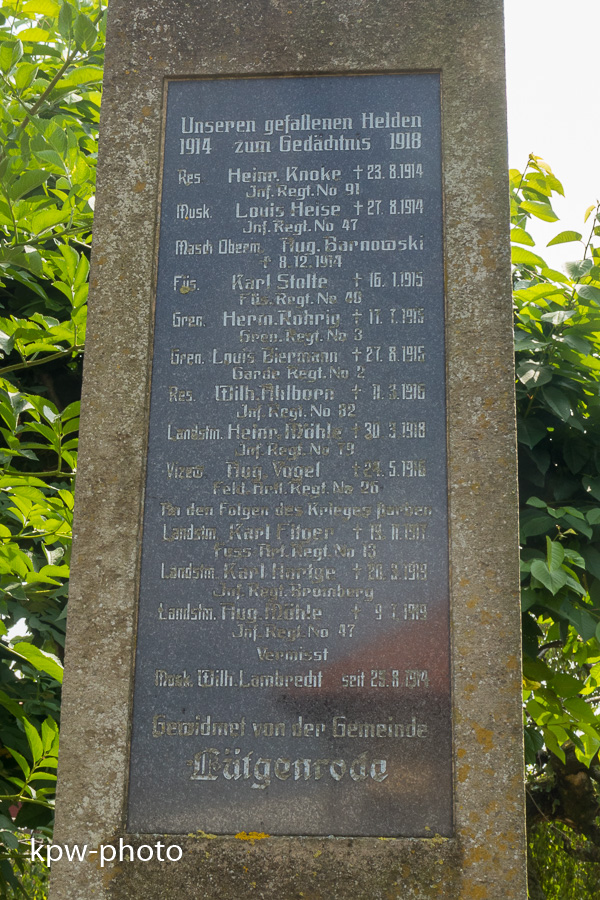 Unseren gefallenen Helden
1914 zum Gedächtnis 1918
Res. Heinr. Knoke † 23.8.1914
Inf. Regt. No 91
Musk. Louis Heise † 27.8.1914
Inf. Regt. No 47
Masch Oberm. Aug. Barnowski
† 8.12.1914
Füs. Karl Stolte † 16.1.1915
Füs. Regt. No 40
Gren. Herm. Röhrig † 17.7.1915
Gren. Regt. No 3
Gren. Louis Biermann † 27.8.1915
Garde Regt. No 2
Res. Wilh. Ahlborn † 11.3.1916
Inf. Regt. No 82
Landstm. Heinr. Mühle † 30.3.1918
Inf. Regt. No 79
Vizew. Aug. Vogel † 27.5.1918
Feld Art. Regt. No 26
An den Folgen des Krieges starben
Landstm. Karl Filger † 19.11.1917
Fuss Art. Regt. No 13
Landstm. Karl Hartge † 20.3.1919
Inf. Regt. Bromberg
Landstm. Aug. Mühle † 9.7.1919
Inf. Regt. No 47
Vermisst
Musk. Wilh. Lambrecht seit 25.8.1914
Gewidmet von der Gemeinde
Lütgenrode
kpw-photo